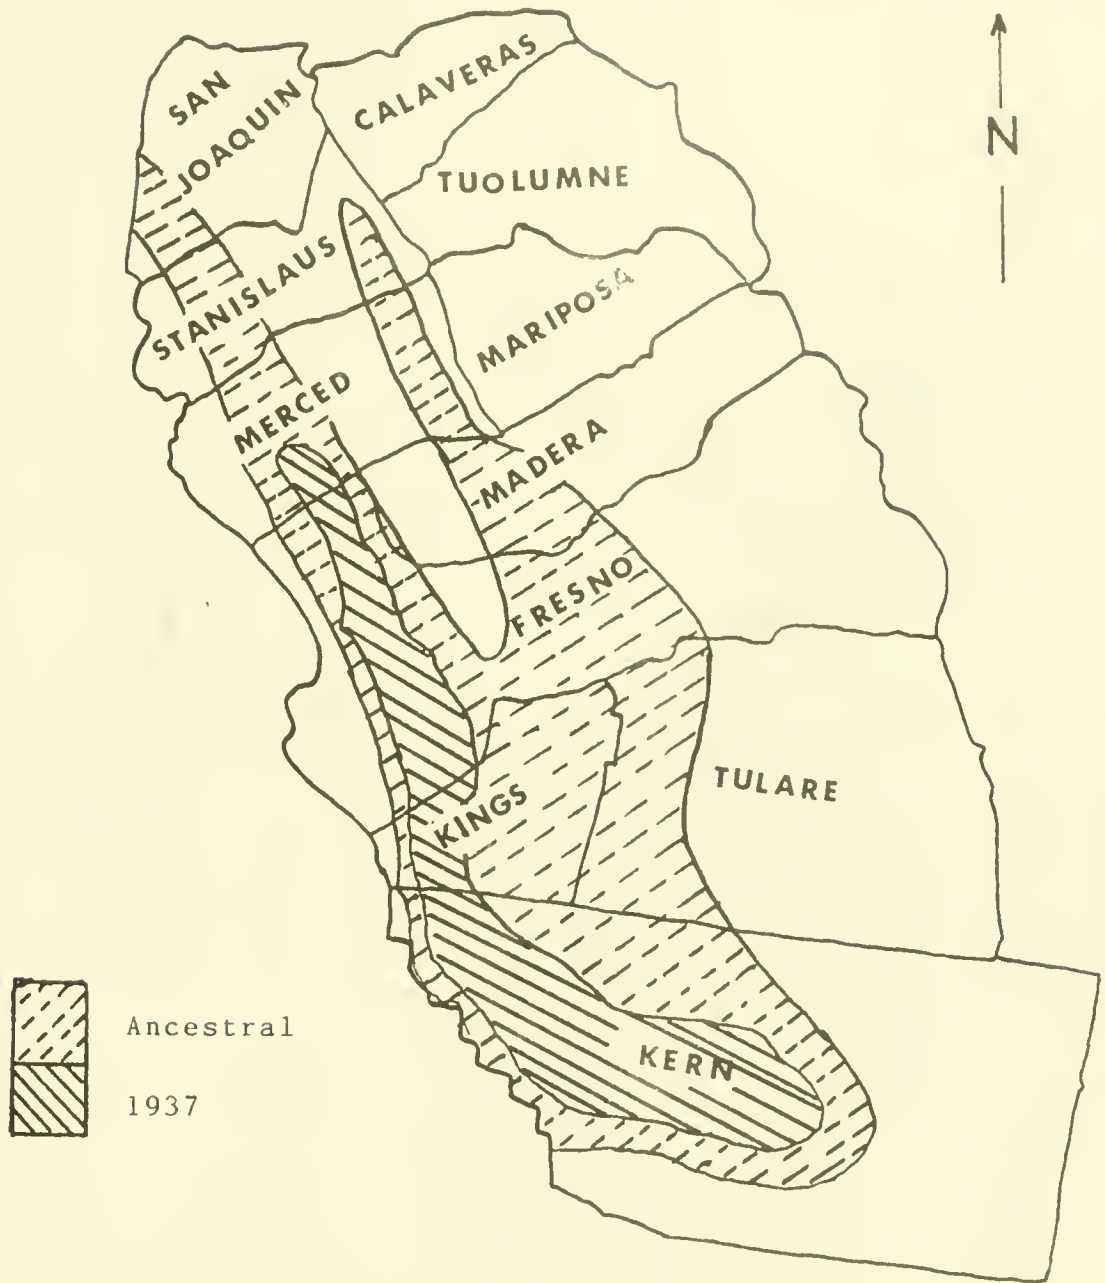 SAN
JOAQUIN
CALAVERAS
TUOLUMNE
N
STANISLAUS
MARIPOSA
MERCED
MADERA
FRESNO
TULARE
KINGS
KERN
Ancestral
1937